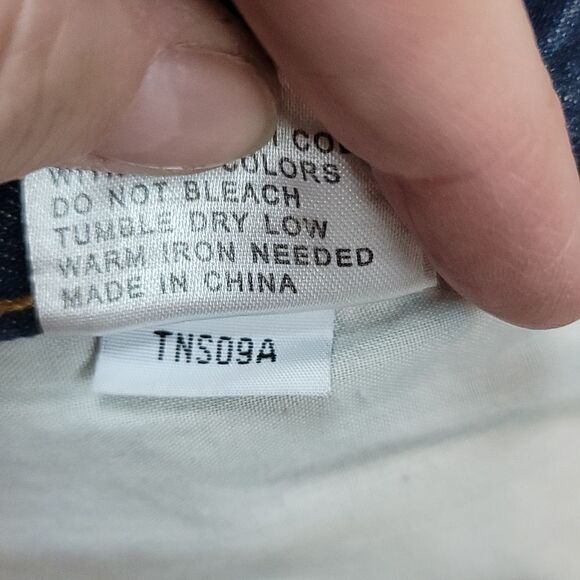 COLORS
DO NOT BLEACH
TUMBLE DRY LOW
WARM IRON NEEDED
MADE IN CHINA
TNS09A